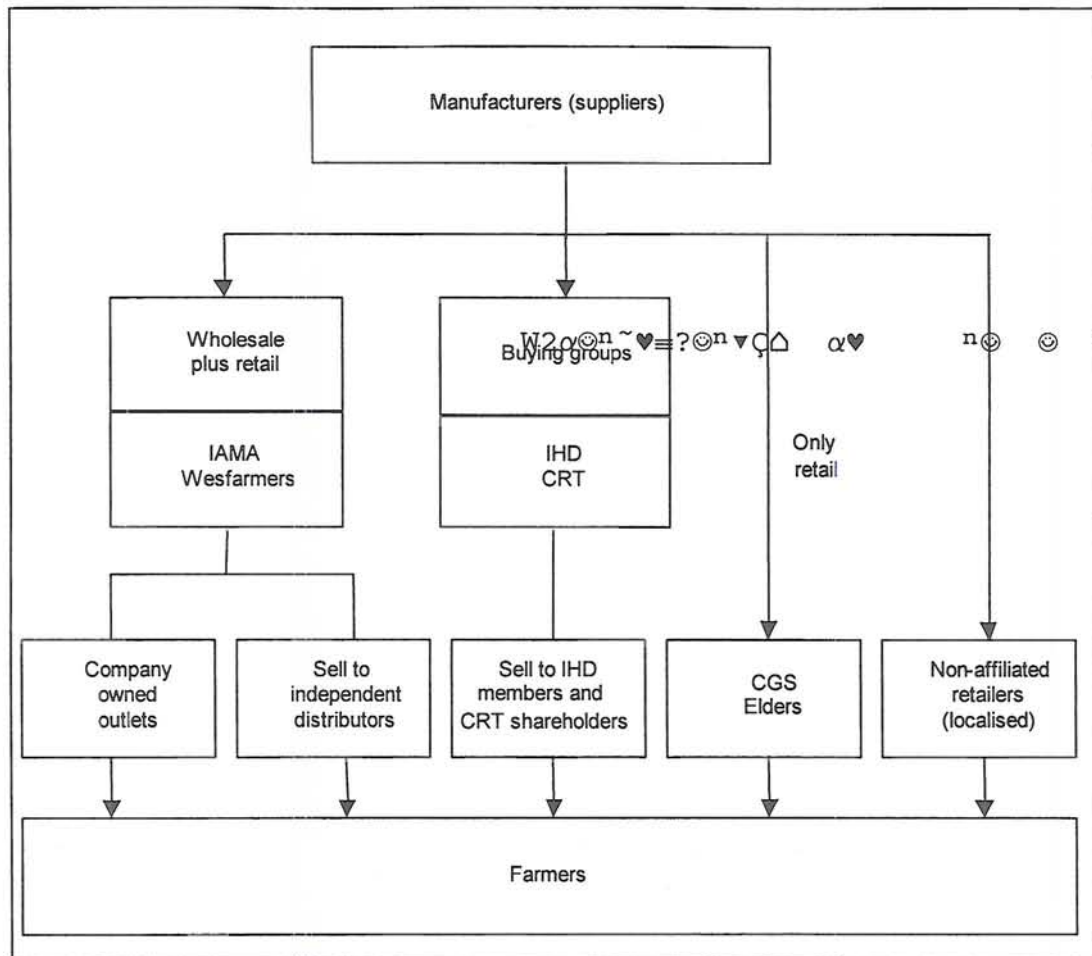 Manufacturers (suppliers)
Wholesale
plus retail
Buying groups
IAMA
Wesfarmers
IHD
CRT
Only
retail
Company
owned
outlets
Sell to
independent
distributors
Sell to IHD
members and
CRT shareholders
CGS
Elders
Non-affiliated
retailers
(localised)
Farmers